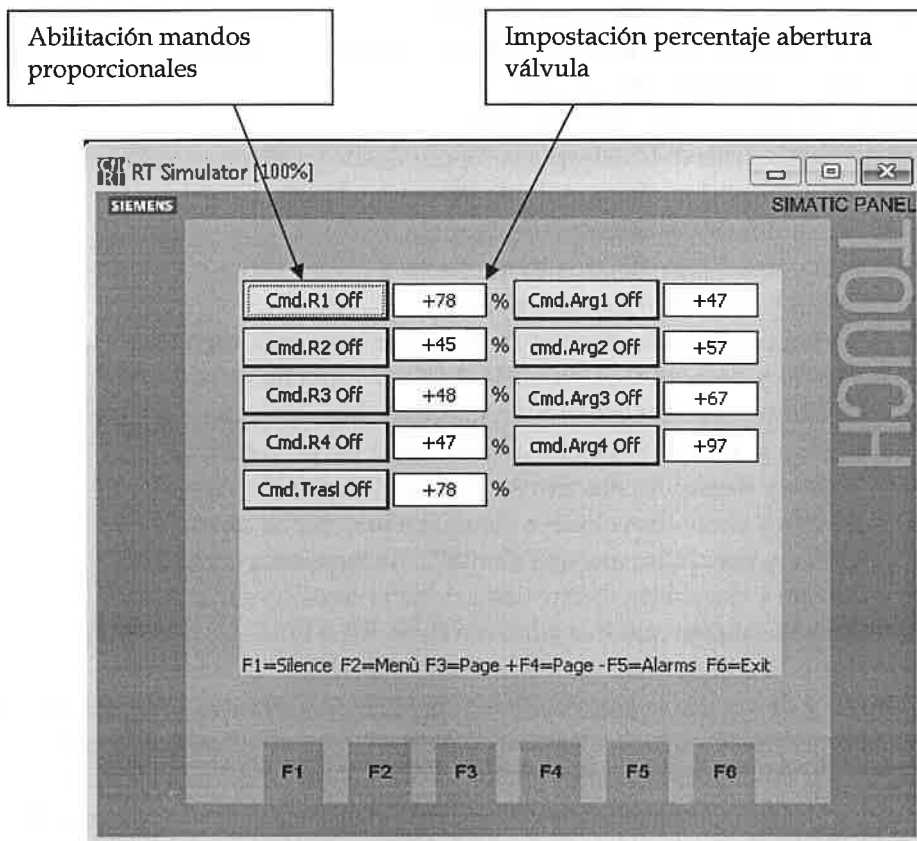 Abilitación mandos
proporcionales
Impostación percentaje abertura
válvula
RT Simulator [100%]
SIEMENS
SIMATIC PANEL
TOUCH
Cmd.R1 Off +78 % Cmd.Arg1 Off +47
Cmd.R2 Off +45 % cmd.Arg2 Off +57
Cmd.R3 Off +48 % Cmd.Arg3 Off +67
Cmd.R4 Off +47 % cmd.Arg4 Off +97
Cmd.Trasl Off +78 %
F1=Silence F2=Menù F3=Page +F4=Page -F5=Alarms F6=Exit
F1 F2 F3 F4 F5 F6